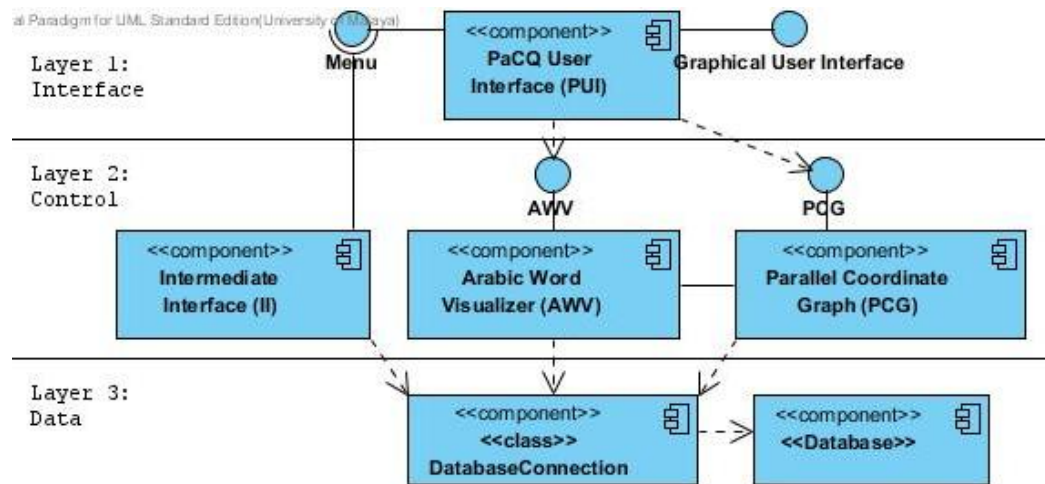 al Paradigm for UML Standard Edition(University of Malaya)
Layer 1:
Interface
Menu
<<component>>
PaCQ User
Interface (PUI)
Graphical User Interface
Layer 2:
Control
AWV
PCG
<<component>>
Intermediate
Interface (II)
<<component>>
Arabic Word
Visualizer (AWV)
<<component>>
Parallel Coordinate
Graph (PCG)
Layer 3:
Data
<<component>>
<<class>>
DatabaseConnection
<<component>>
<<Database>>